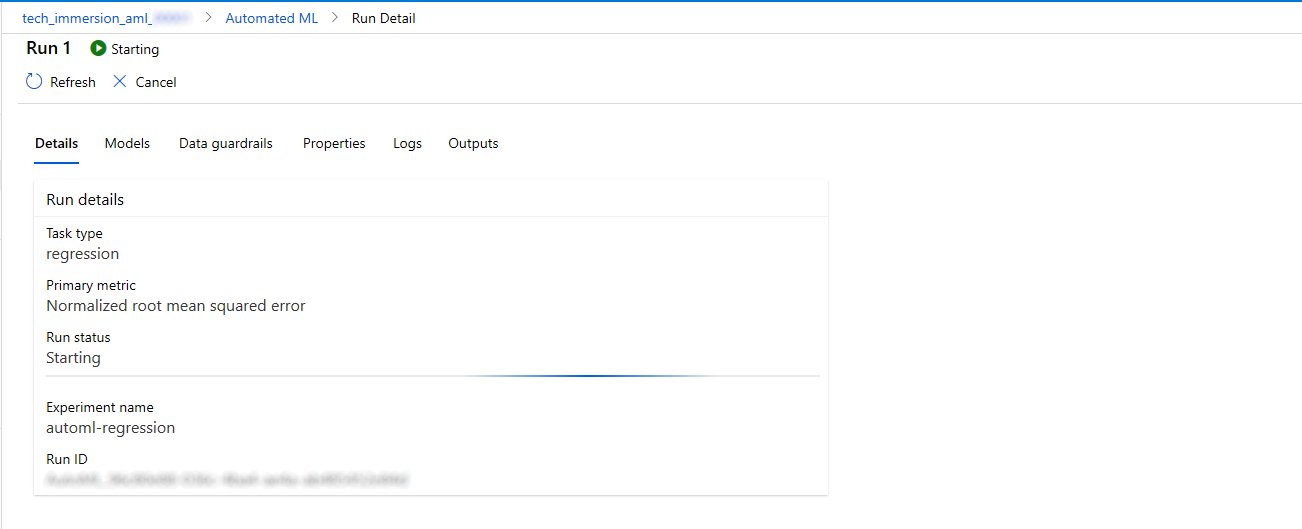 tech_immersion_aml_ > Automated ML > Run Detail
Run 1 Starting
Refresh Cancel
Details Models Data guardrails Properties Logs Outputs
Run details
Task type
regression
Primary metric
Normalized root mean squared error
Run status
Starting
Experiment name
automl-regression
Run ID